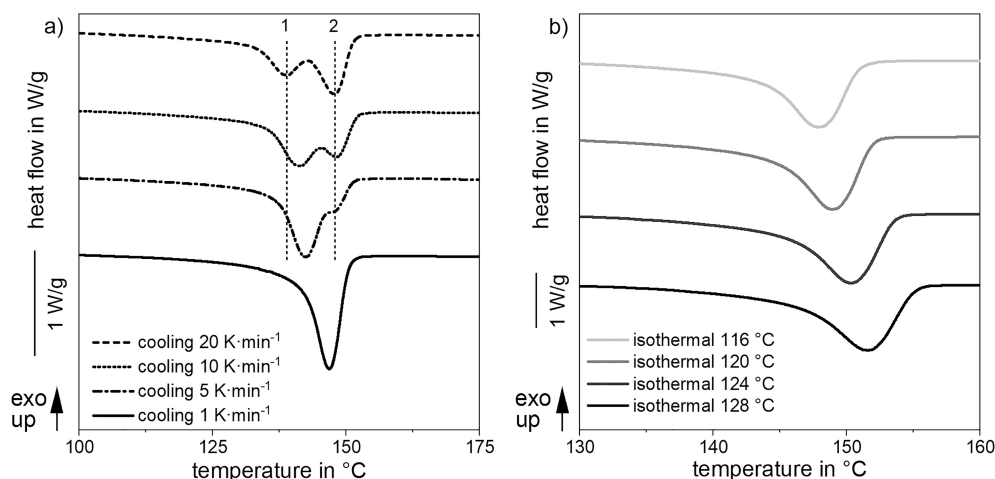 a)
1 2
heat flow in W/g
1 W/g
cooling 20 K·min⁻¹
cooling 10 K·min⁻¹
cooling 5 K·min⁻¹
cooling 1 K·min⁻¹
exo
up
100 125 150 175
temperature in °C
b)
heat flow in W/g
1 W/g
isothermal 116 °C
isothermal 120 °C
isothermal 124 °C
isothermal 128 °C
exo
up
130 140 150 160
temperature in °C